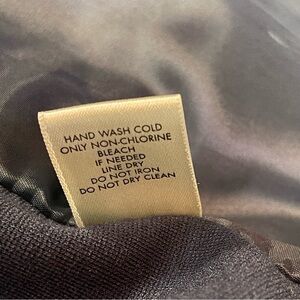 HAND WASH COLD
ONLY NON-CHLORINE
BLEACH
IF NEEDED
LINE DRY
DO NOT IRON
DO NOT DRY CLEAN